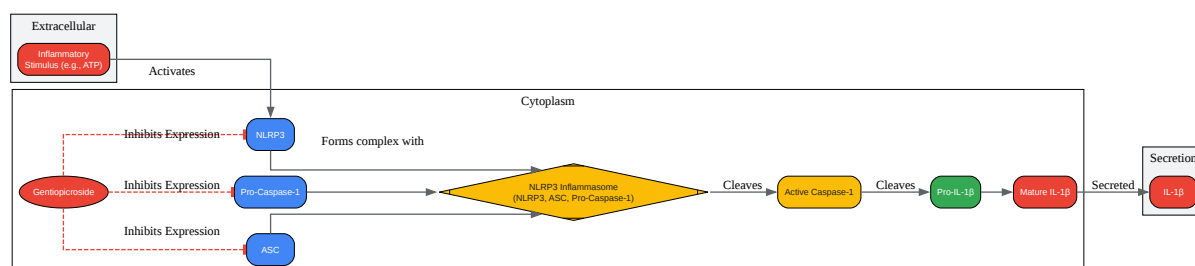 Extracellular
Inflammatory
Stimulus (e.g., ATP)
Activates
Cytoplasm
Inhibits Expression
NLRP3
Forms complex with
Gentiopicroside
Inhibits Expression
Pro-Caspase-1
NLRP3 Inflammasome
(NLRP3, ASC, Pro-Caspase-1)
Cleaves
Active Caspase-1
Cleaves
Pro-IL-1β
Mature IL-1β
Secreted
Secretion
IL-1β
Inhibits Expression
ASC